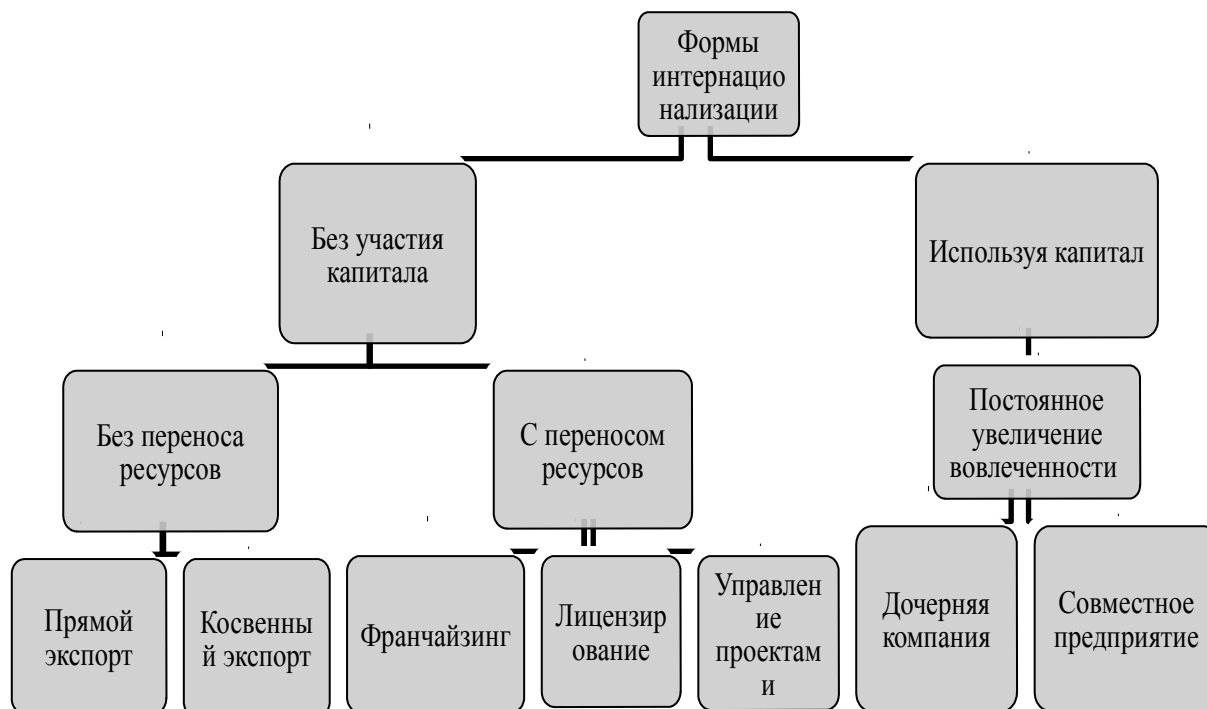 Формы
интернацио
нализации
Без участия
капитала
Используя капитал
Без переноса
ресурсов
С переносом
ресурсов
Постоянное
увеличение
вовлеченности
Прямой
экспорт
Косвенны
й экспорт
Франчайзинг
Лицензир
ование
Управлен
ие
проектам
и
Дочерняя
компания
Совместное
предприятие